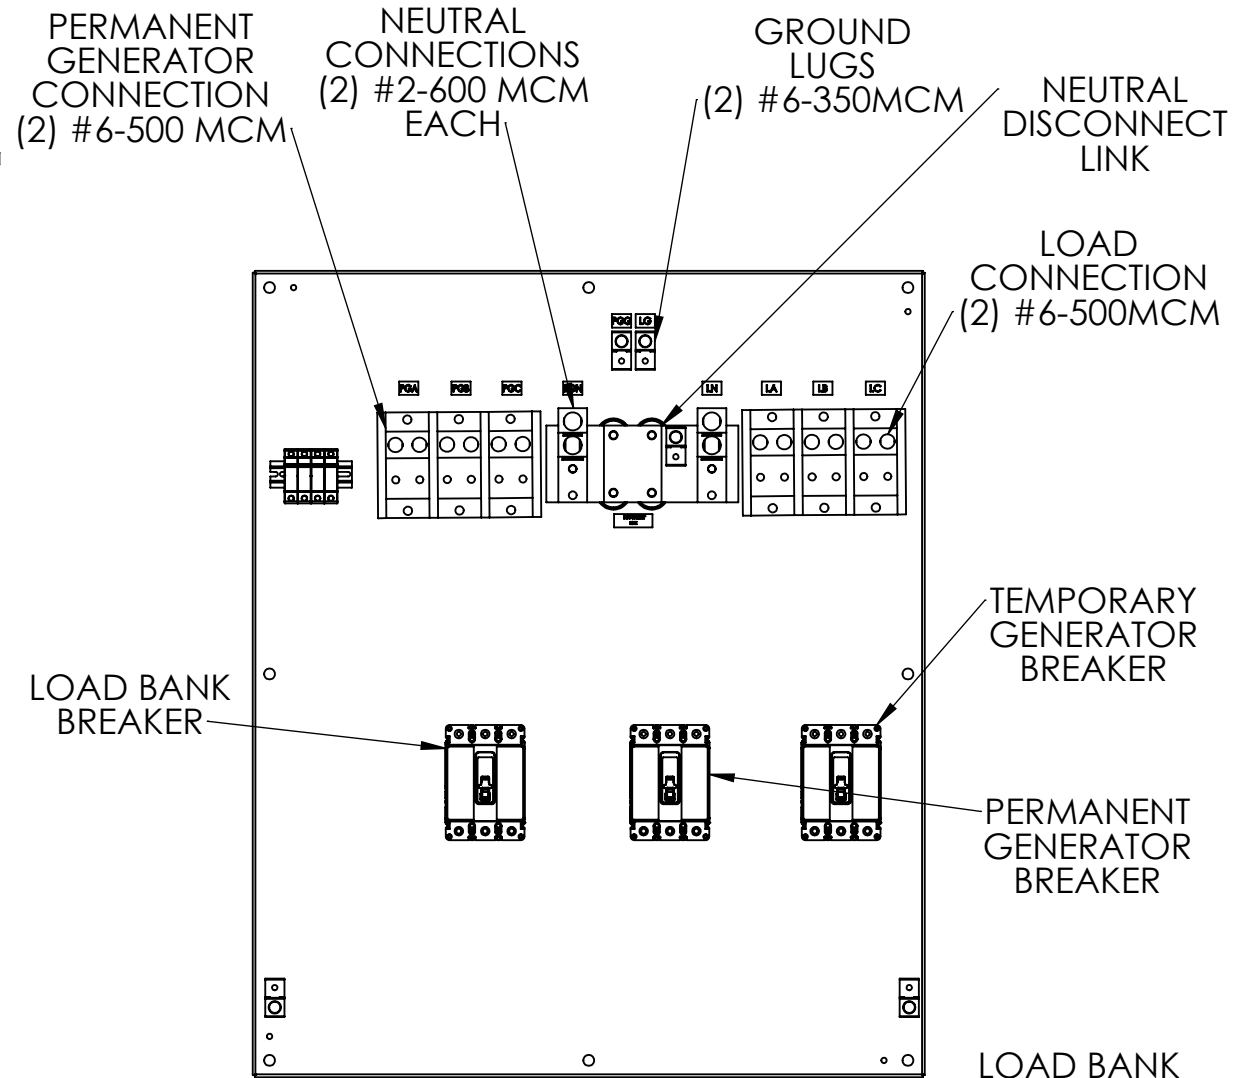 PERMANENT
GENERATOR
CONNECTION
(2) #6-500 MCM
NEUTRAL
CONNECTIONS
(2) #2-600 MCM
EACH
GROUND
LUGS
(2) #6-350MCM
NEUTRAL
DISCONNECT
LINK
LOAD
CONNECTION
(2) #6-500MCM
PGG LG
PGA PGB PGC LN LA LB LC
TEMPORARY
GENERATOR
BREAKER
LOAD BANK
BREAKER
PERMANENT
GENERATOR
BREAKER
LOAD BANK